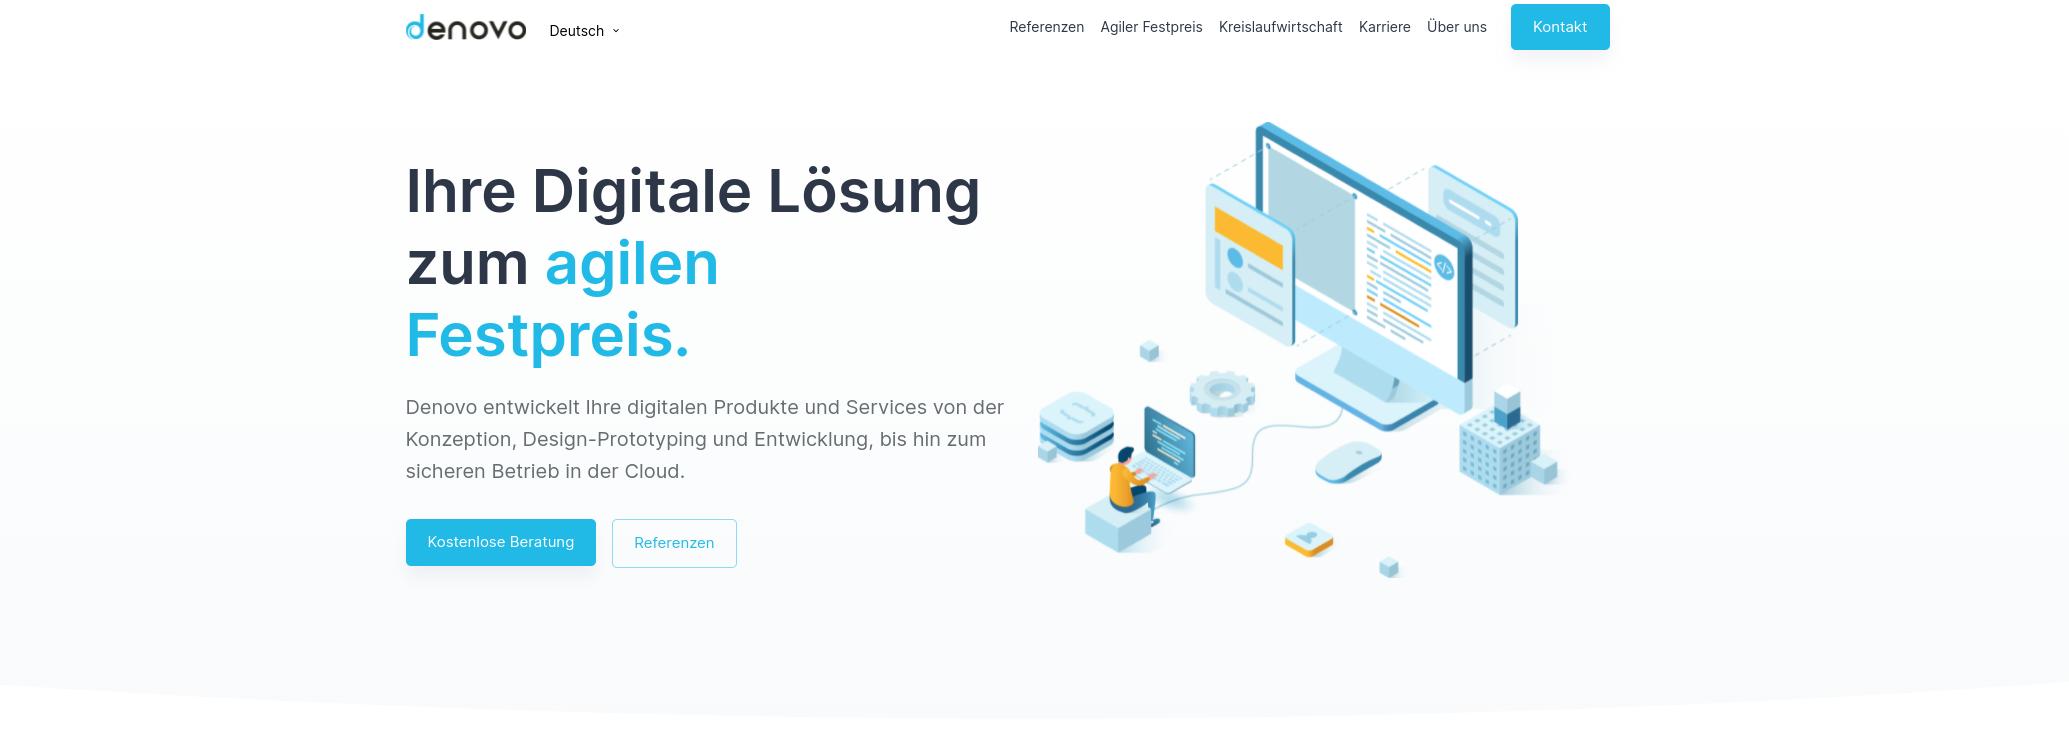 denovo
Deutsch
Referenzen Agiler Festpreis Kreislaufwirtschaft Karriere Über uns Kontakt
Ihre Digitale Lösung
zum agilen
Festpreis.
Denovo entwickelt Ihre digitalen Produkte und Services von der
Konzeption, Design-Prototyping und Entwicklung, bis hin zum
sicheren Betrieb in der Cloud.
Kostenlose Beratung Referenzen